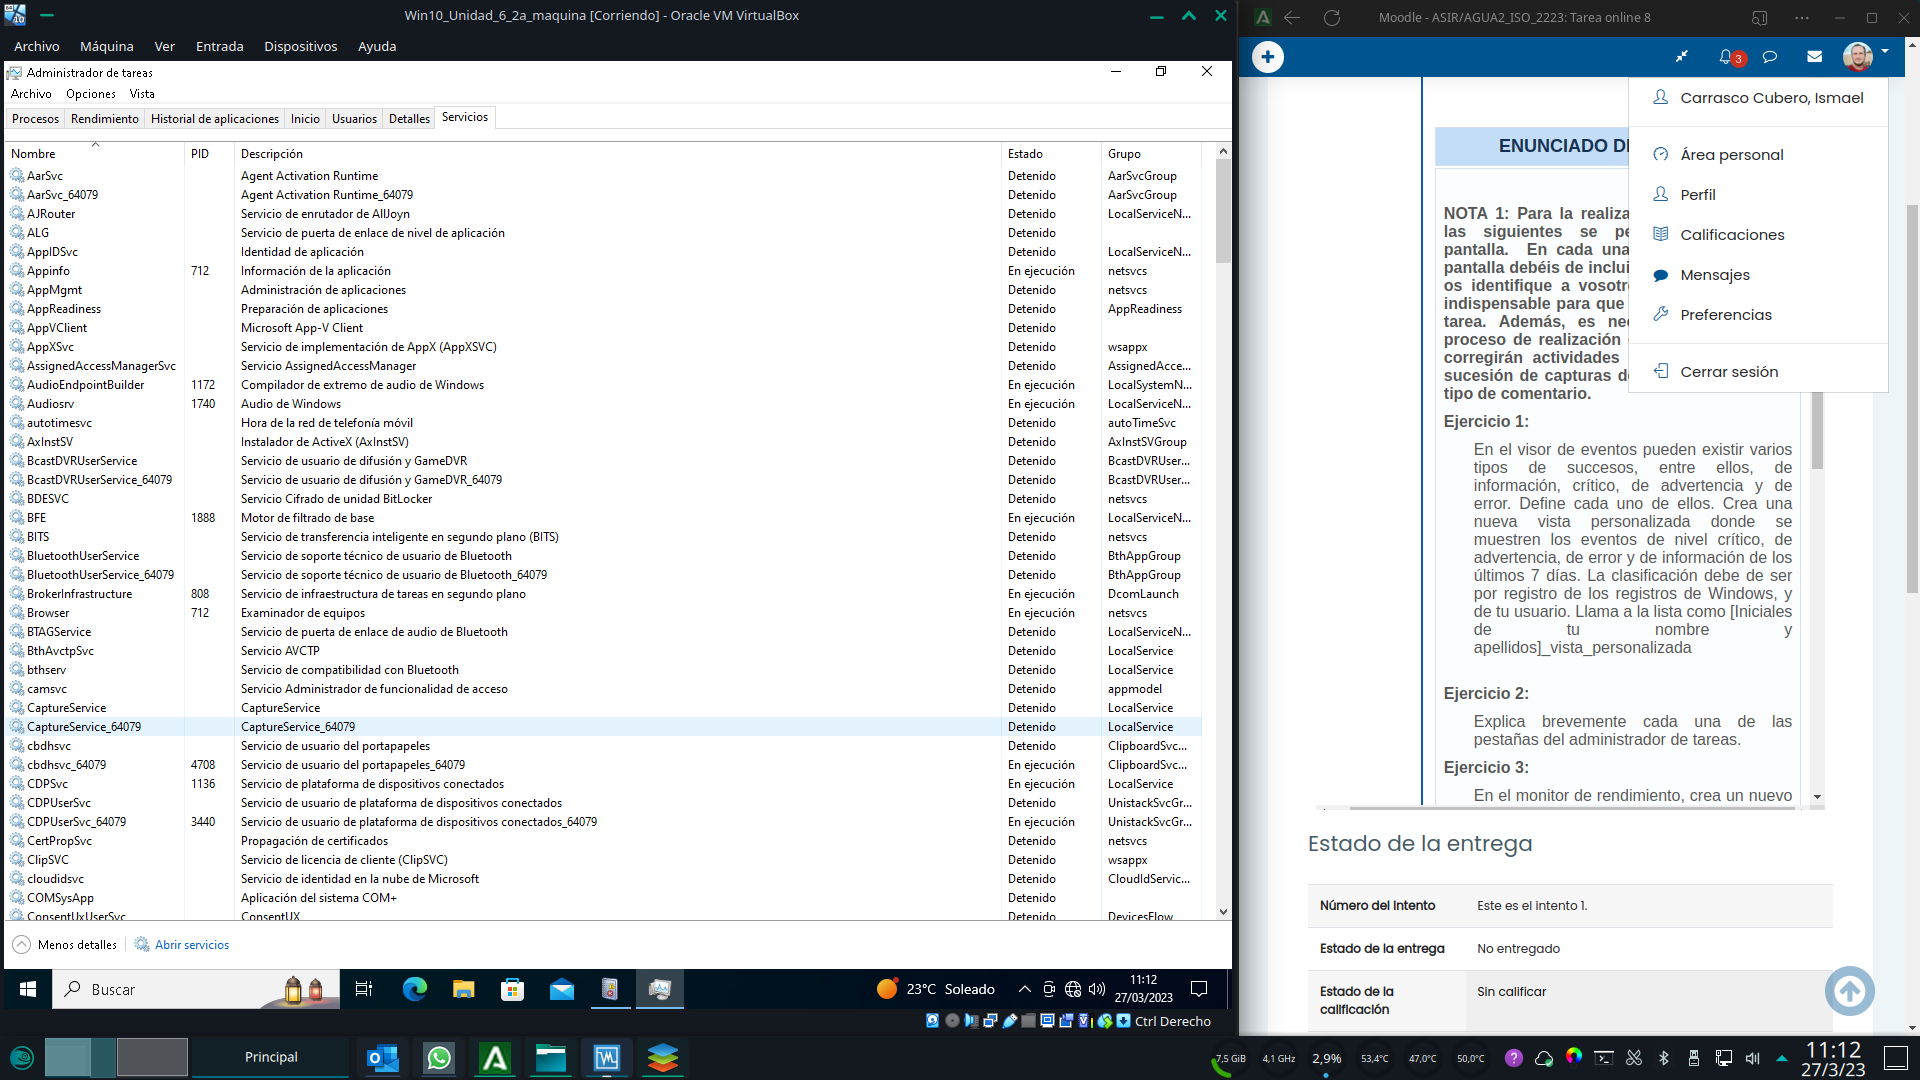 Win10_Unidad_6_2a_maquina [Corriendo] - Oracle VM VirtualBox
Archivo Máquina Ver Entrada Dispositivos Ayuda
Administrador de tareas
Archivo Opciones Vista
Procesos Rendimiento Historial de aplicaciones Inicio Usuarios Detalles Servicios
Nombre PID Descripción Estado Grupo
AarSvc Agent Activation Runtime Detenido AarSvcGroup
AarSvc_64079 Agent Activation Runtime_64079 Detenido AarSvcGroup
AJRouter Servicio de enrutador de AllJoyn Detenido LocalServiceN...
ALG Servicio de puerta de enlace de nivel de aplicación Detenido
AppIDSvc Identidad de aplicación Detenido LocalServiceN...
Appinfo 712 Información de la aplicación En ejecución netsvcs
AppMgmt Administración de aplicaciones Detenido netsvcs
AppReadiness Preparación de aplicaciones Detenido AppReadiness
AppVClient Microsoft App-V Client Detenido
AppXSvc Servicio de implementación de AppX (AppXSVC) Detenido wsappx
AssignedAccessManagerSvc Servicio AssignedAccessManager Detenido AssignedAcce...
AudioEndpointBuilder 1172 Compilador de extremo de audio de Windows En ejecución LocalSystemN...
Audiosrv 1740 Audio de Windows En ejecución LocalServiceN...
autotimesvc Hora de la red de telefonía móvil Detenido autoTimeSvc
AxInstSV Instalador de ActiveX (AxInstSV) Detenido AxInstSVGroup
BcastDVRUserService Servicio de usuario de difusión y GameDVR Detenido BcastDVRUser...
BcastDVRUserService_64079 Servicio de usuario de difusión y GameDVR_64079 Detenido BcastDVRUser...
BDESVC Servicio Cifrado de unidad BitLocker Detenido netsvcs
BFE 1888 Motor de filtrado de base En ejecución LocalServiceN...
BITS Servicio de transferencia inteligente en segundo plano (BITS) Detenido netsvcs
BluetoothUserService Servicio de soporte técnico de usuario de Bluetooth Detenido BthAppGroup
BluetoothUserService_64079 Servicio de soporte técnico de usuario de Bluetooth_64079 Detenido BthAppGroup
BrokerInfrastructure 808 Servicio de infraestructura de tareas en segundo plano En ejecución DcomLaunch
Browser 712 Examinador de equipos En ejecución netsvcs
BTAGService Servicio de puerta de enlace de audio de Bluetooth Detenido LocalServiceN...
BthAvctpSvc Servicio AVCTP Detenido LocalService
bthserv Servicio de compatibilidad con Bluetooth Detenido LocalService
camsvc Servicio Administrador de funcionalidad de acceso Detenido appmodel
CaptureService CaptureService Detenido LocalService
CaptureService_64079 CaptureService_64079 Detenido LocalService
cbdhsvc Servicio de usuario del portapapeles Detenido ClipboardSvc...
cbdhsvc_64079 4708 Servicio de usuario del portapapeles_64079 En ejecución ClipboardSvc...
CDPSvc 1136 Servicio de plataforma de dispositivos conectados En ejecución LocalService
CDPUserSvc Servicio de usuario de plataforma de dispositivos conectados Detenido UnistackSvcGr...
CDPUserSvc_64079 3440 Servicio de usuario de plataforma de dispositivos conectados_64079 En ejecución UnistackSvcGr...
CertPropSvc Propagación de certificados Detenido netsvcs
ClipSVC Servicio de licencia de cliente (ClipSVC) Detenido wsappx
cloudidsvc Servicio de identidad en la nube de Microsoft Detenido CloudIdServic...
COMSysApp Aplicación del sistema COM+ Detenido
ConsentUxUserSvc ConsentUX Detenido DevicesFlow
Menos detalles Abrir servicios
Buscar
23°C Soleado
11:12
27/03/2023
Ctrl Derecho
Moodle - ASIR/AGUA2_ISO_2223: Tarea online 8
3
Carrasco Cubero, Ismael
Área personal
Perfil
Calificaciones
Mensajes
Preferencias
Cerrar sesión
ENUNCIADO
NOTA 1: Para la
las siguientes se
pantalla. En cada una
pantalla debéis de
os identifique a
indispensable para que
tarea. Además, es
proceso de realización
corregirán actividades
sucesión de capturas
tipo de comentario.
Ejercicio 1:
En el visor de eventos pueden existir varios
tipos de succesos, entre ellos, de
información, crítico, de advertencia y de
error. Define cada uno de ellos. Crea una
nueva vista personalizada donde se
muestren los eventos de nivel crítico, de
advertencia, de error y de información de los
últimos 7 días. La clasificación debe de ser
por registro de los registros de Windows, y
de tu usuario. Llama a la lista como [Iniciales
de tu nombre y
apellidos]_vista_personalizada
Ejercicio 2:
Explica brevemente cada una de las
pestañas del administrador de tareas.
Ejercicio 3:
En el monitor de rendimiento, crea un nuevo
Estado de la entrega
Número del intento Este es el intento 1.
Estado de la entrega No entregado
Estado de la calificación Sin calificar
Principal
7,5 GiB 4,1 GHz 2,9% 53,4°C 47,0°C 50,0°C
11:12
27/3/23